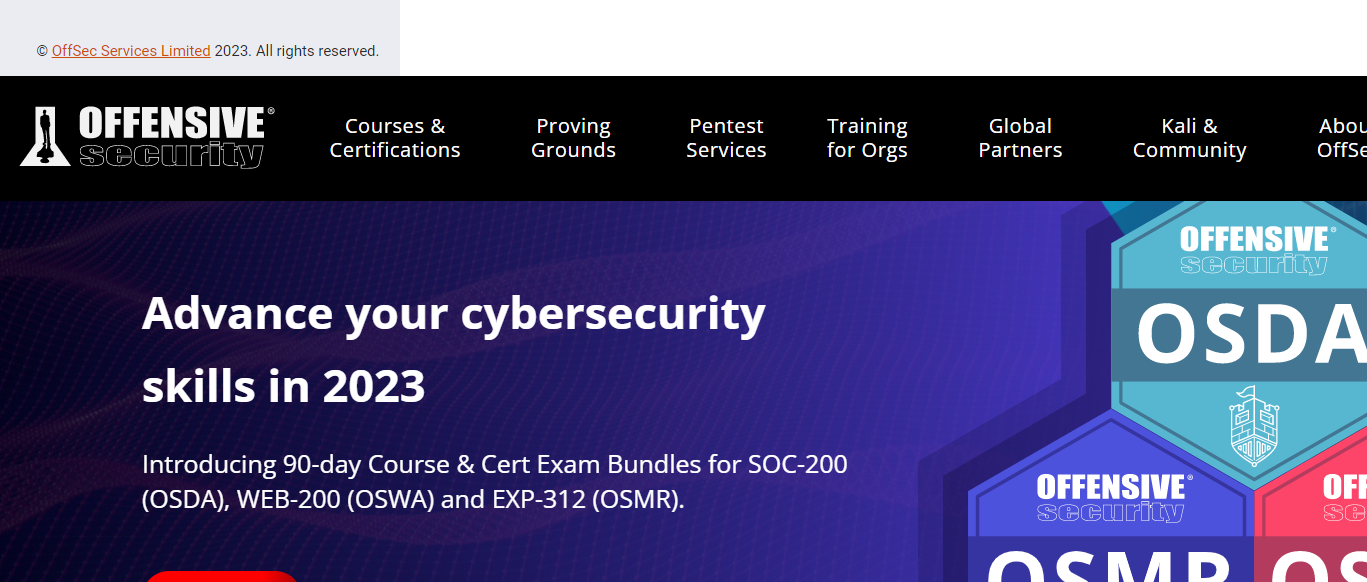 © OffSec Services Limited 2023. All rights reserved.
OFFENSIVE®
security
Courses &
Certifications
Proving
Grounds
Pentest
Services
Training
for Orgs
Global
Partners
Kali &
Community
Abou
OffSe
Advance your cybersecurity
skills in 2023
Introducing 90-day Course & Cert Exam Bundles for SOC-200
(OSDA), WEB-200 (OSWA) and EXP-312 (OSMR).
OFFENSIVE®
security
OSDA
OFFENSIVE®
security
OSMR
OFF
se
OS